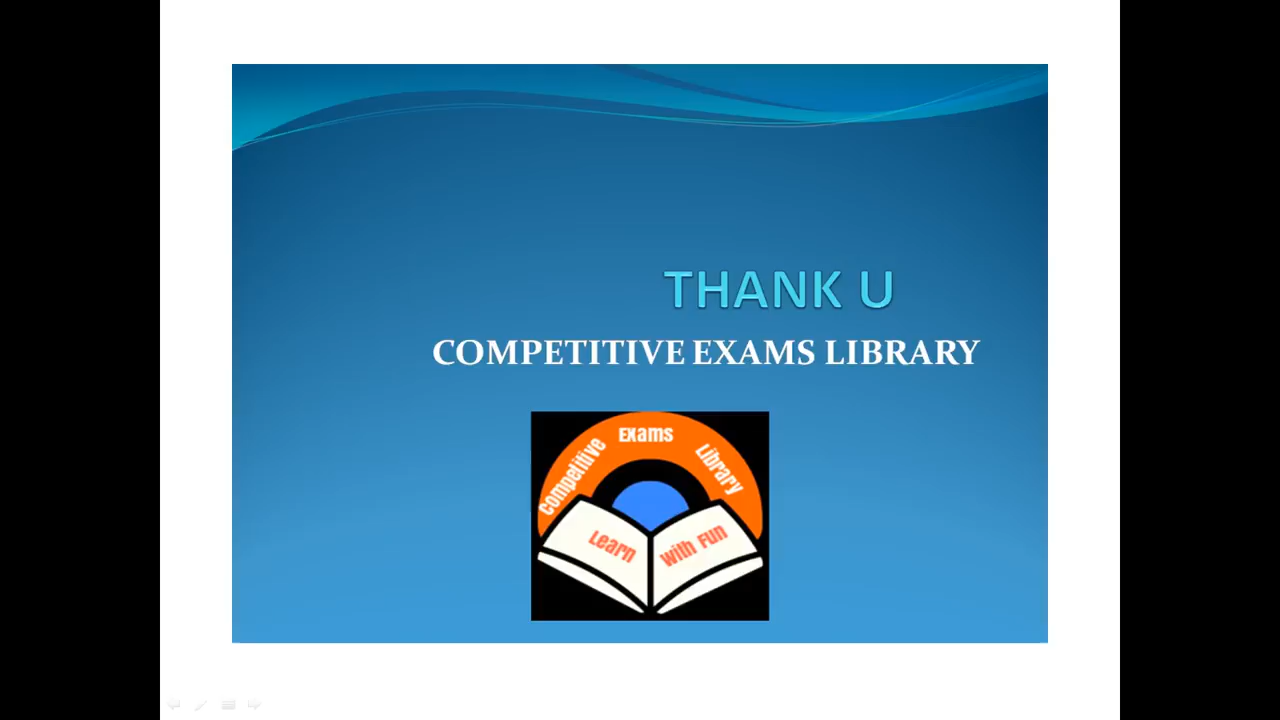 THANK U
COMPETITIVE EXAMS LIBRARY
Competitive Exams Library
Learn with Fun